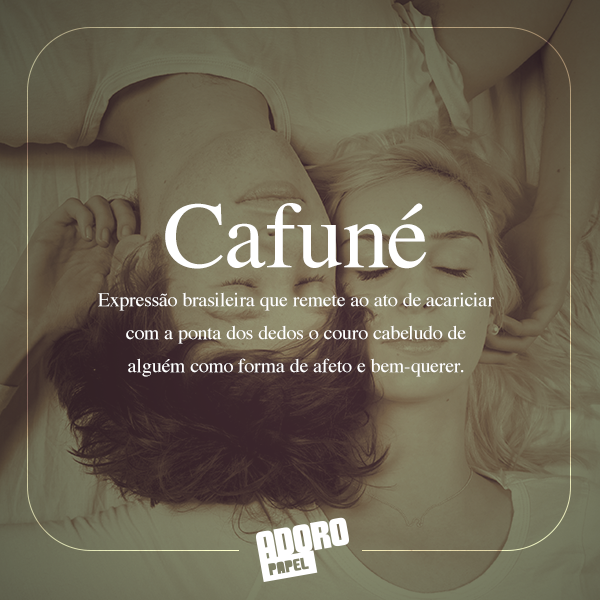 Cafuné
Expressão brasileira que remete ao ato de acariciar
com a ponta dos dedos o couro cabeludo de
alguém como forma de afeto e bem-querer.
ADORO
PAPEL